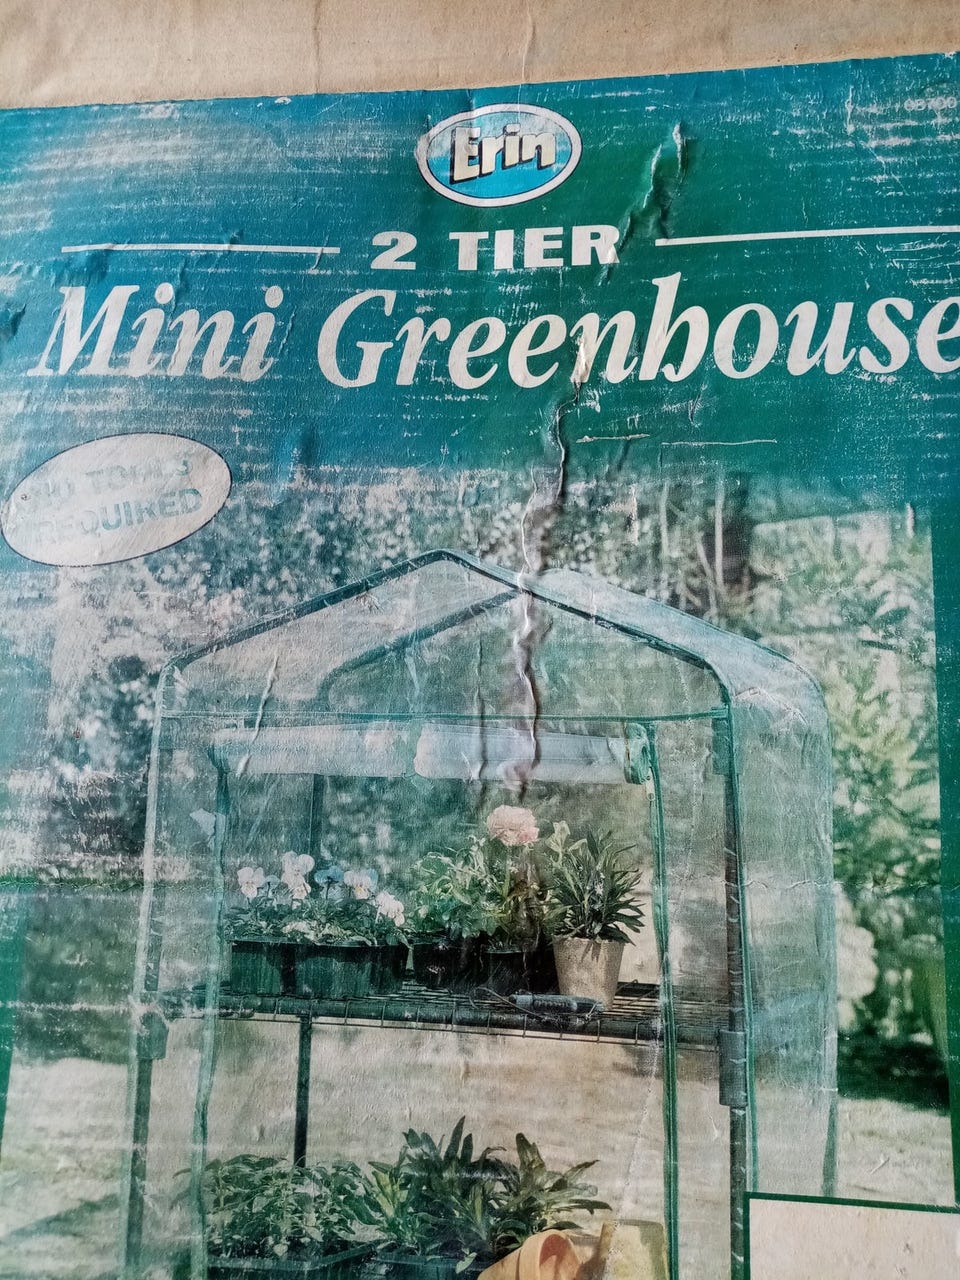 Erin
2 TIER
Mini Greenhouse
NO TOOLS
REQUIRED